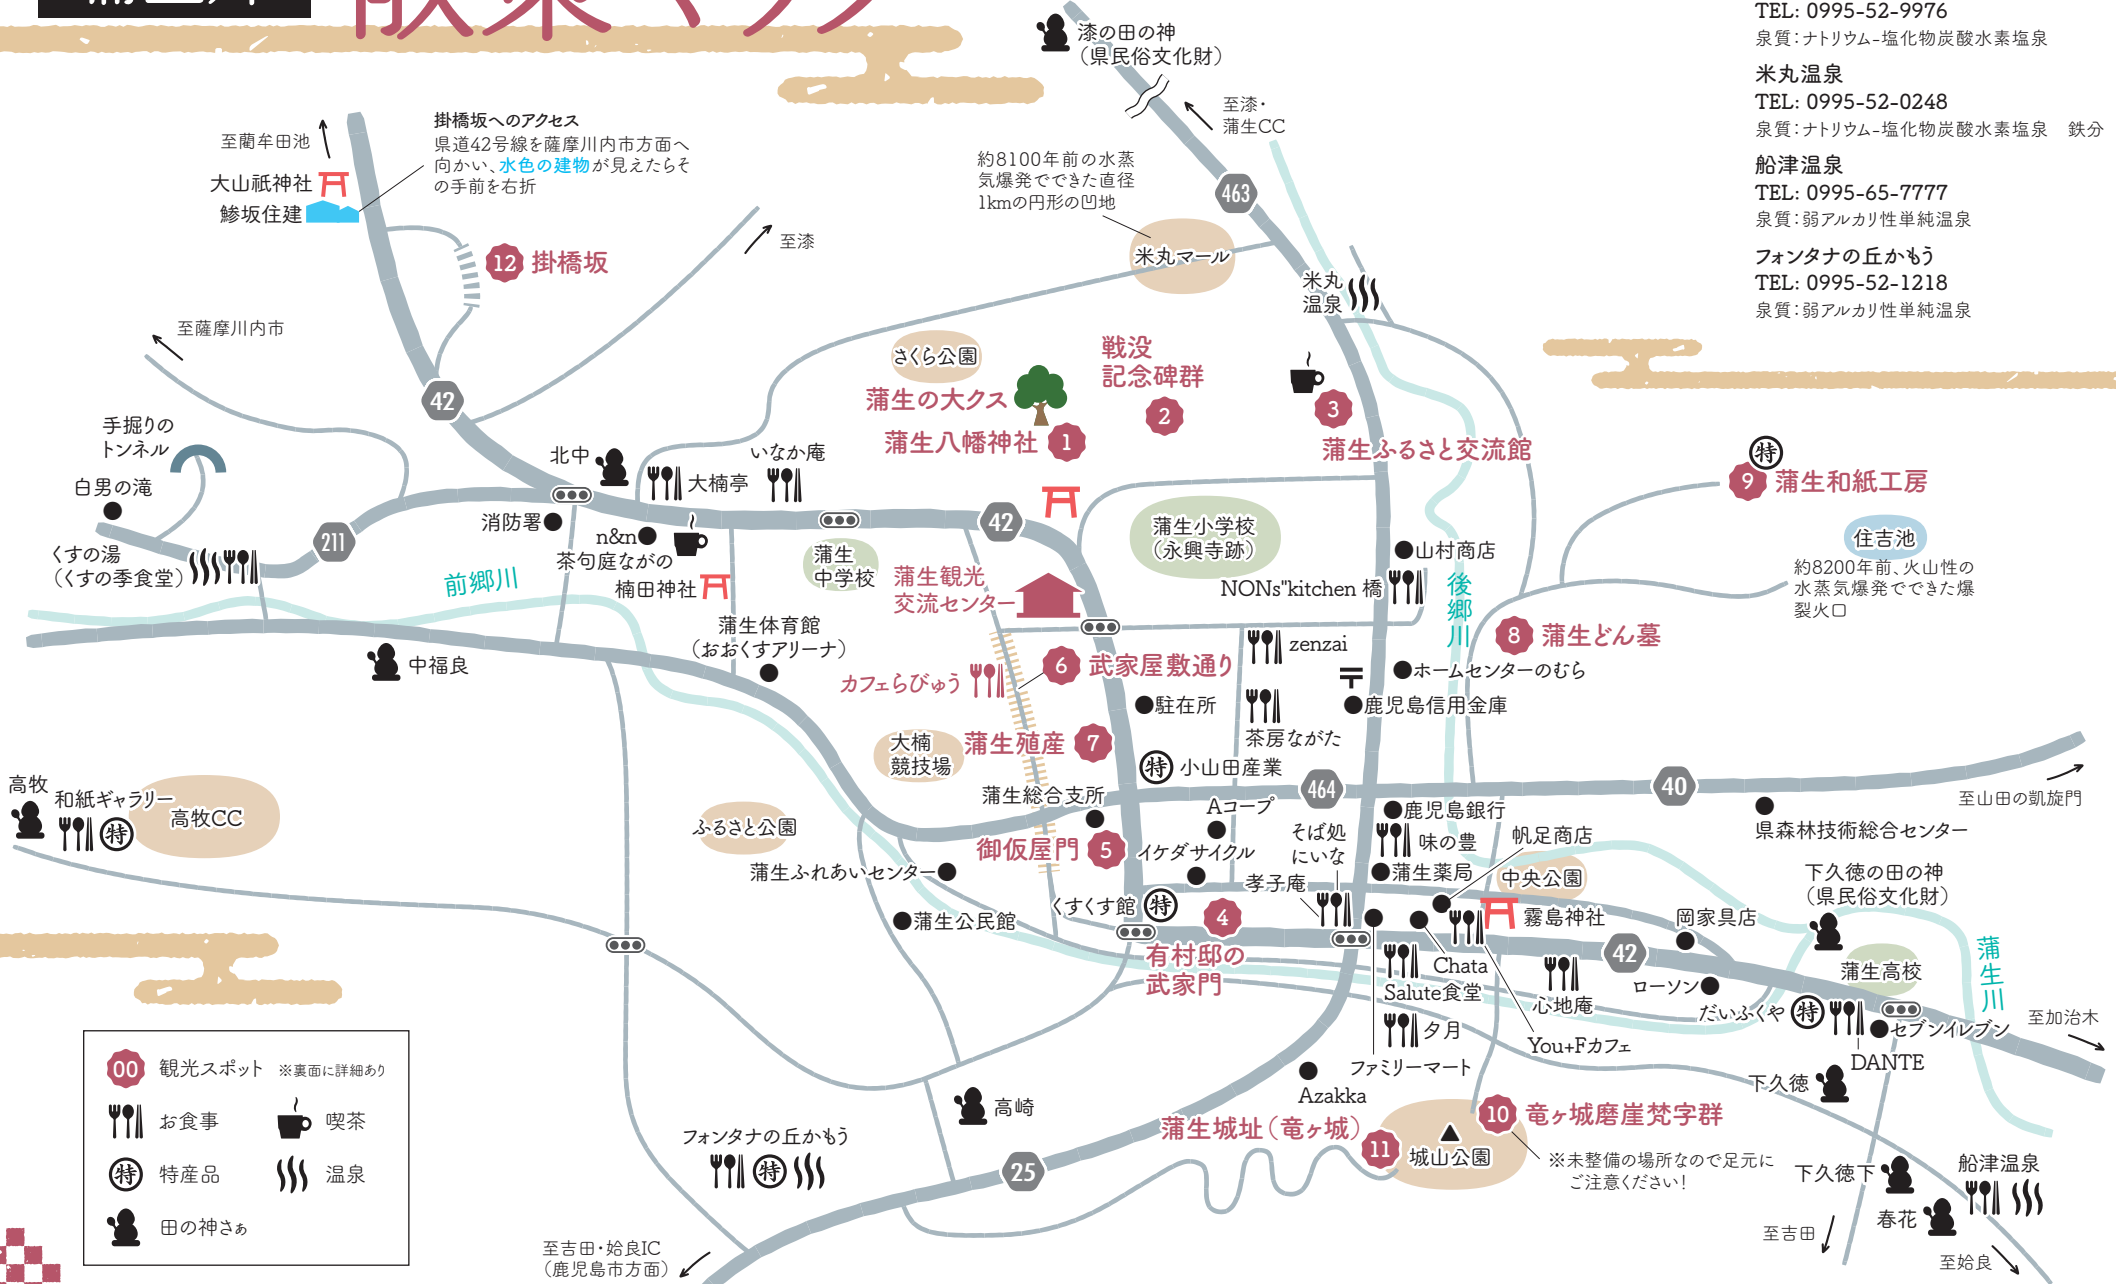 散策マップ
TEL: 0995-52-9976
泉質：ナトリウム-塩化物炭酸水素塩泉
米丸温泉
TEL: 0995-52-0248
泉質：ナトリウム-塩化物炭酸水素塩泉　鉄分
船津温泉
TEL: 0995-65-7777
泉質：弱アルカリ性単純温泉
フォンタナの丘かもう
TEL: 0995-52-1218
泉質：弱アルカリ性単純温泉
漆の田の神
（県民俗文化財）
至漆・
蒲生CC
463
約8100年前の水蒸
気爆発でできた直径
1kmの円形の凹地
米丸マール
米丸
温泉
至藺牟田池
大山祇神社
鯵坂住建
掛橋坂へのアクセス
県道42号線を薩摩川内市方面へ
向かい、水色の建物が見えたらそ
の手前を右折
12 掛橋坂
至漆
至薩摩川内市
42
さくら公園
蒲生の大クス
蒲生八幡神社 1
戦没
記念碑群
2
3
蒲生ふるさと交流館
手掘りの
トンネル
白男の滝
くすの湯
（くすの季食堂）
211
北中
大楠亭
いなか庵
消防署
n&n
茶句庭ながの
楠田神社
42
蒲生
中学校
蒲生小学校
（永興寺跡）
山村商店
NONs"kitchen 橋
後郷川
特
9 蒲生和紙工房
住吉池
約8200年前、火山性の
水蒸気爆発でできた爆
裂火口
前郷川
蒲生観光
交流センター
蒲生体育館
（おおくすアリーナ）
中福良
カフェらびゅう
6 武家屋敷通り
zenzai
8 蒲生どん墓
ホームセンターのむら
駐在所
鹿児島信用金庫
茶房ながた
大楠
競技場
蒲生殖産 7
特 小山田産業
464
40
至山田の凱旋門
高牧
和紙ギャラリー
特
高牧CC
ふるさと公園
蒲生総合支所
御仮屋門 5
Aコープ
イケダサイクル
そば処
にいな
孝子庵
鹿児島銀行
味の豊
蒲生薬局
帆足商店
中央公園
県森林技術総合センター
下久徳の田の神
（県民俗文化財）
蒲生ふれあいセンター
蒲生公民館
くすくす館 特
4
有村邸の
武家門
霧島神社
岡家具店
42
Chata
Salute食堂
夕月
ファミリーマート
心地庵
You+Fカフェ
ローソン
蒲生高校
蒲生川
だいふくや 特
セブンイレブン
DANTE
至加治木
Azakka
下久徳
高崎
フォンタナの丘かもう
特
25
蒲生城址（竜ヶ城）
11
城山公園
10 竜ヶ城磨崖梵字群
※未整備の場所なので足元に
ご注意ください！
下久徳下
船津温泉
春花
至吉田
至姶良
至吉田・姶良IC
（鹿児島市方面）
00 観光スポット ※裏面に詳細あり
お食事
喫茶
特 特産品
温泉
田の神さぁ